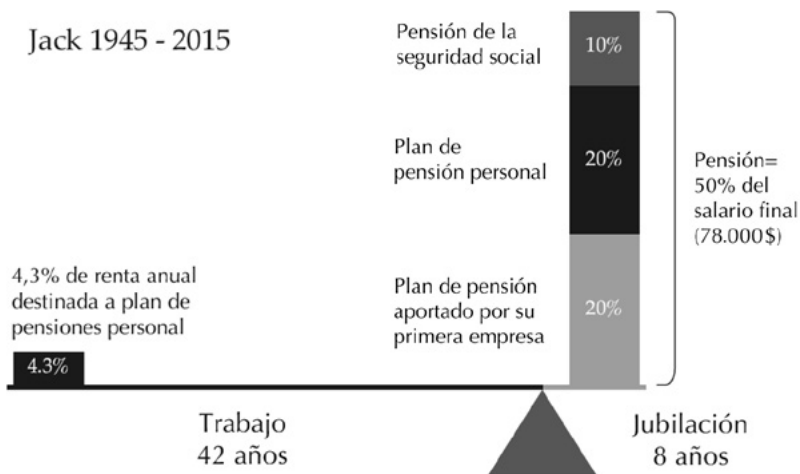 Jack 1945 - 2015
Pensión de la
seguridad social
10%
Plan de
pensión personal
20%
Pensión=
50% del
salario final
(78.000$)
4,3% de renta anual
destinada a plan de
pensiones personal
4.3%
Plan de pensión
aportado por su
primera empresa
20%
Trabajo
42 años
Jubilación
8 años